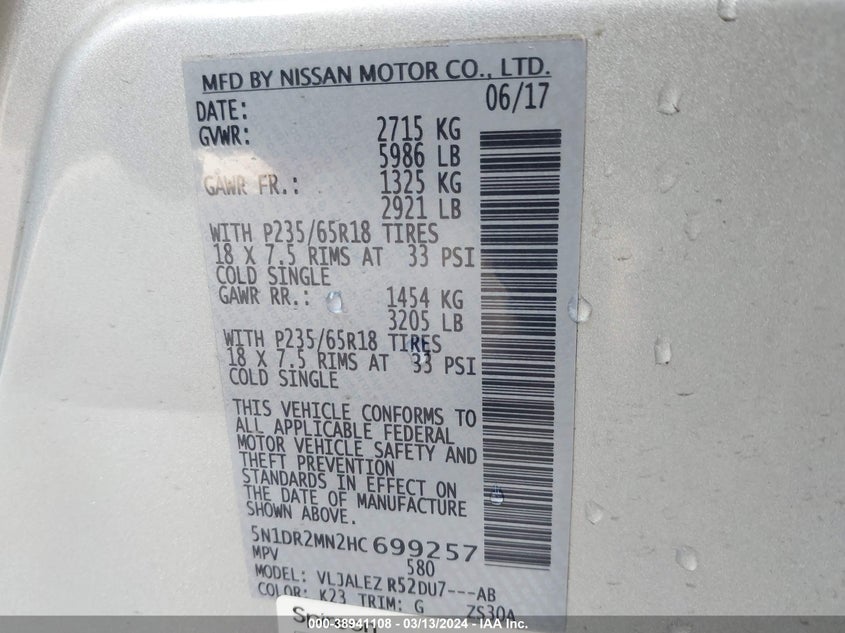 MFD BY NISSAN MOTOR CO., LTD.
DATE: 06/17
GVWR: 2715 KG
5986 LB
GAWR FR.: 1325 KG
2921 LB
WITH P235/65R18 TIRES
18 X 7.5 RIMS AT 33 PSI
COLD SINGLE
GAWR RR.: 1454 KG
3205 LB
WITH P235/65R18 TIRES
18 X 7.5 RIMS AT 33 PSI
COLD SINGLE
THIS VEHICLE CONFORMS TO
ALL APPLICABLE FEDERAL
MOTOR VEHICLE SAFETY AND
THEFT PREVENTION
STANDARDS IN EFFECT ON
THE DATE OF MANUFACTURE
SHOWN ABOVE.
5N1DR2MN2HC699257
MPV 580
MODEL: VLJALEZ R52DU7---AB
COLOR: K23 TRIM: G ZS30A
00-38941108 - 03/13/2024 - IAA Inc.